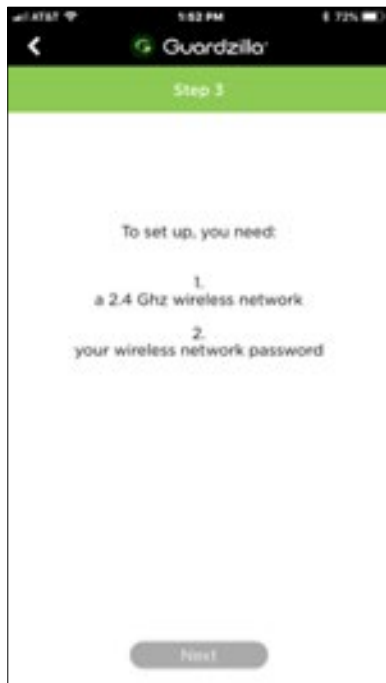 AT&T 1:52 PM 72%
Guardzilla
Step 3
To set up, you need:
1.
a 2.4 Ghz wireless network
2.
your wireless network password
Next